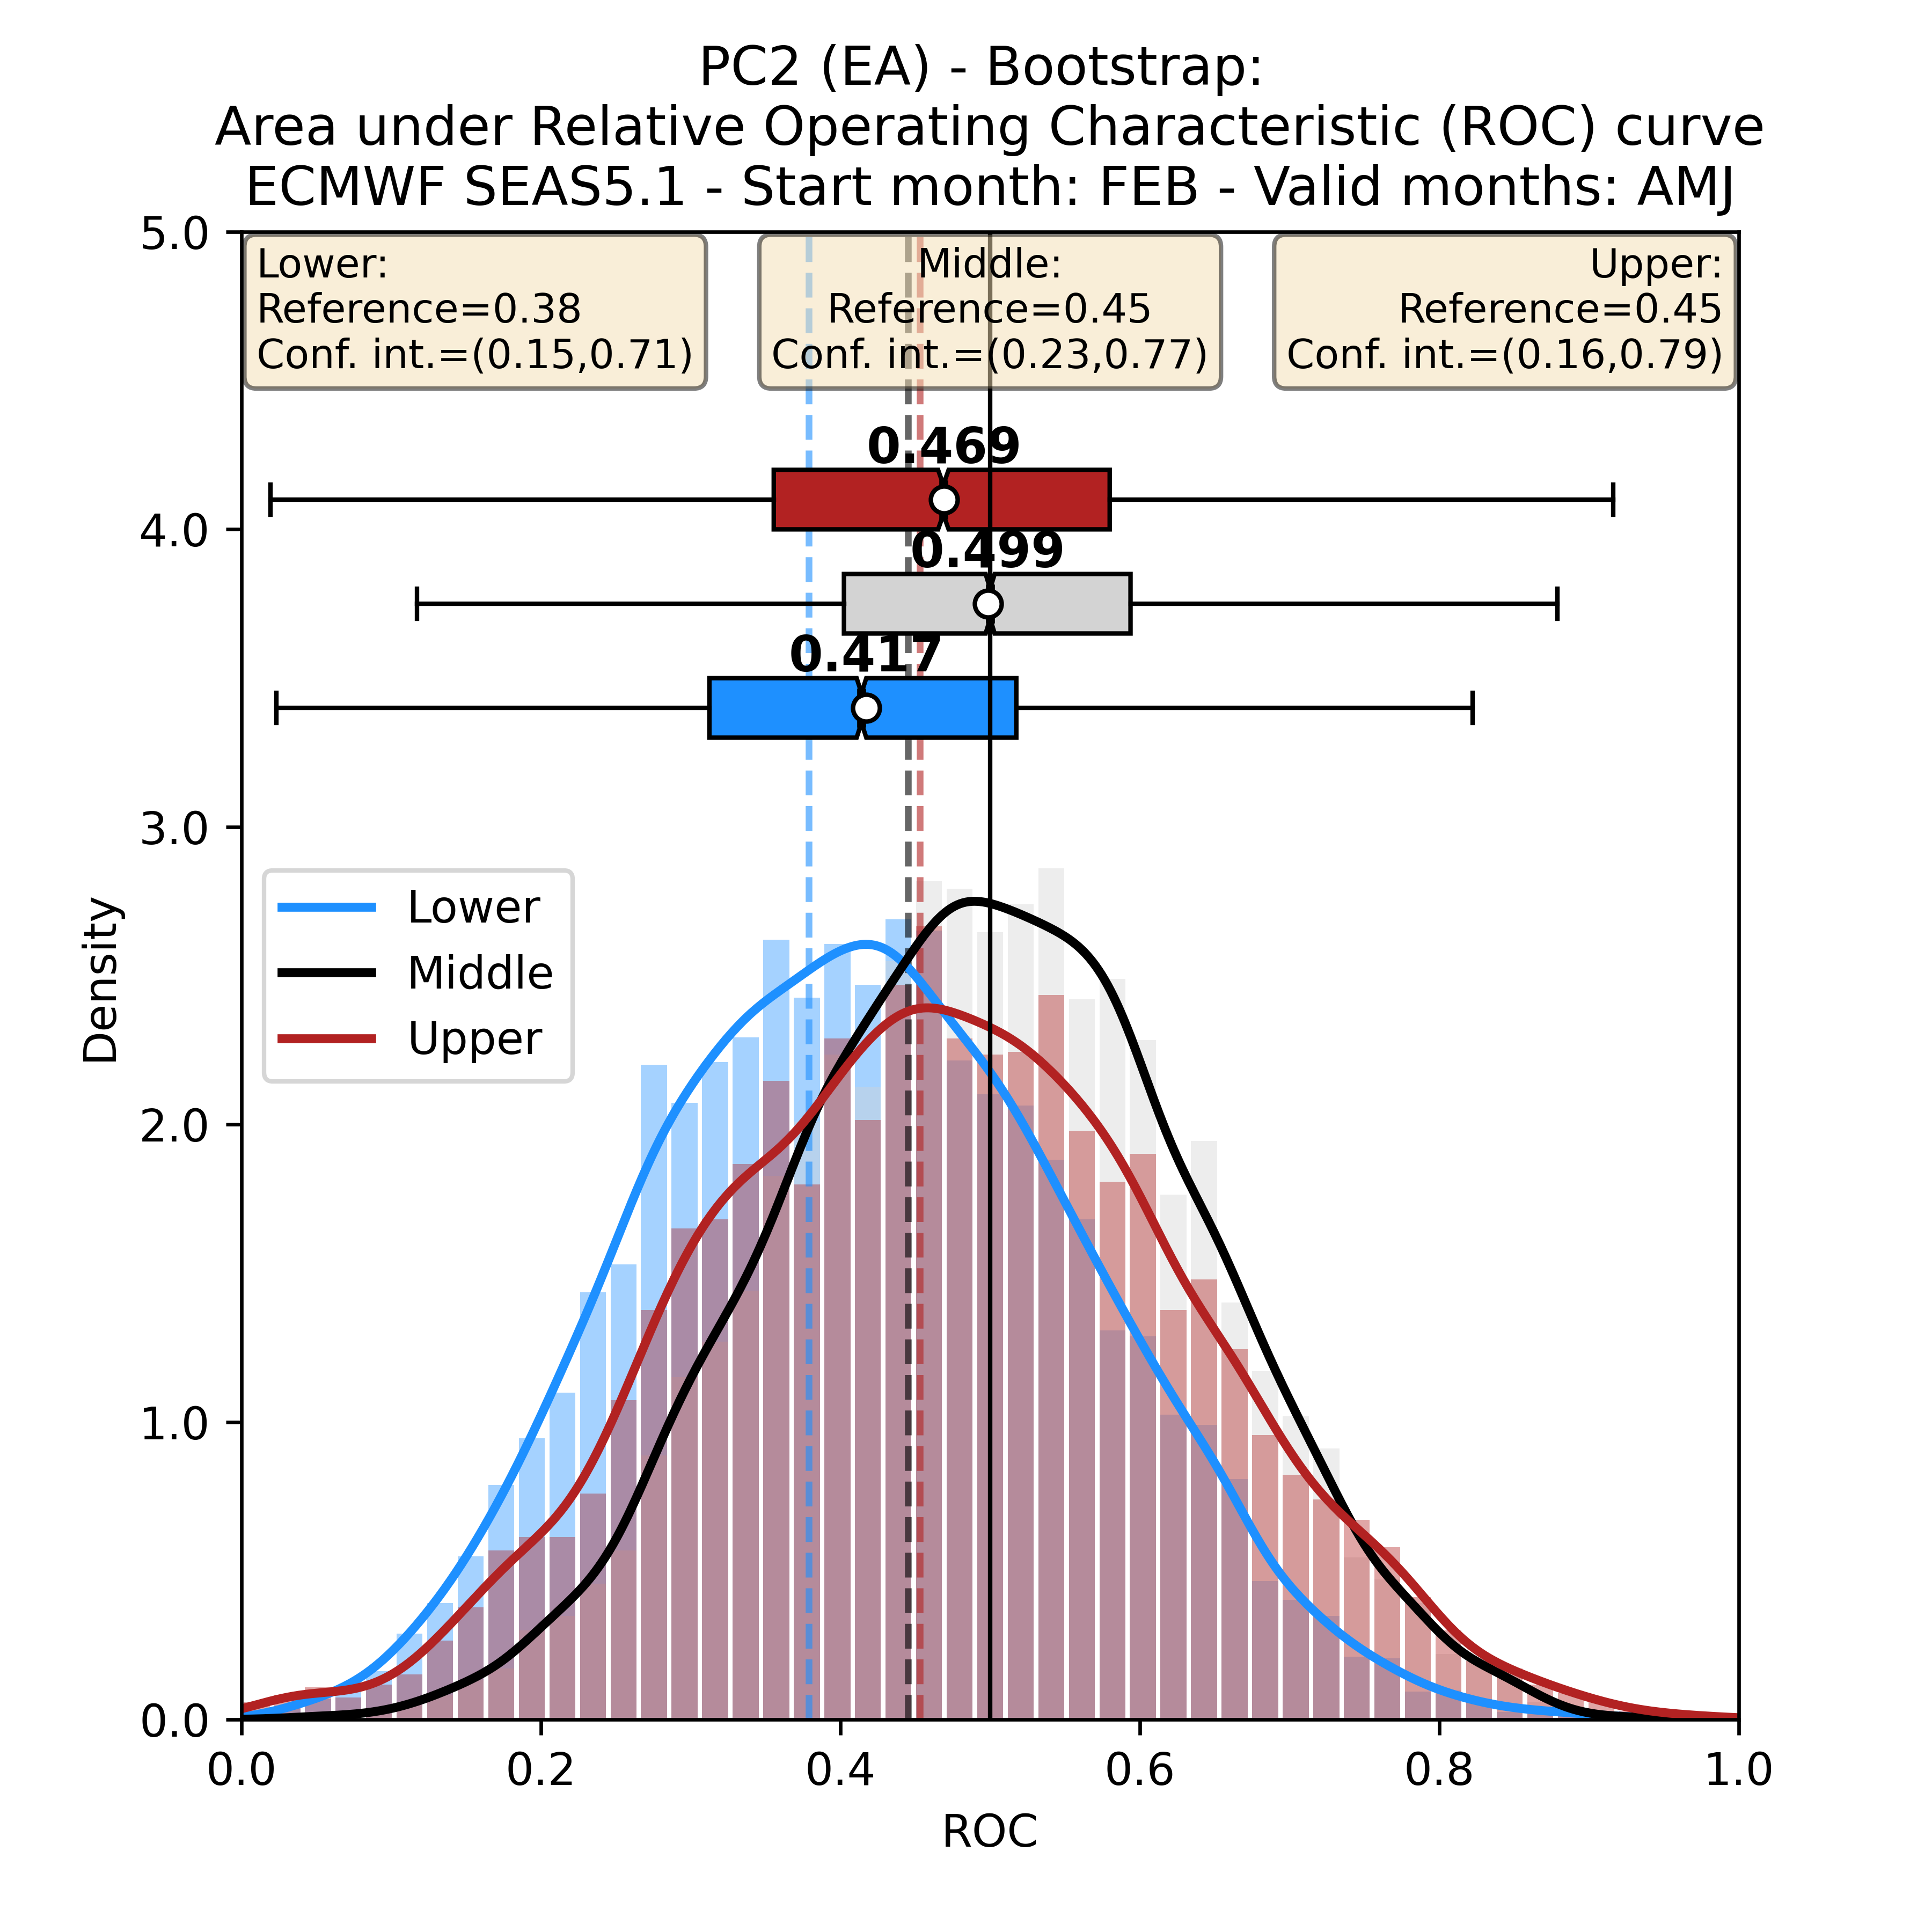 PC2 (EA) - Bootstrap:
Area under Relative Operating Characteristic (ROC) curve
ECMWF SEAS5.1 - Start month: FEB - Valid months: AMJ
5.0
Lower:
Reference=0.38
Conf. int.=(0.15,0.71)
Middle:
Reference=0.45
Conf. int.=(0.23,0.77)
Upper:
Reference=0.45
Conf. int.=(0.16,0.79)
0.469
4.0
0.499
0.417
3.0
Lower
Middle
Upper
Density
2.0
1.0
0.0
0.0 0.2 0.4 0.6 0.8 1.0
ROC